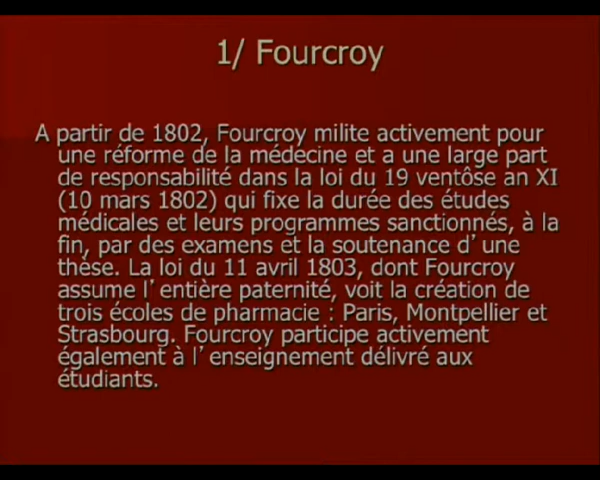 1/ Fourcroy
A partir de 1802, Fourcroy milite activement pour
une réforme de la médecine et a une large part
de responsabilité dans la loi du 19 ventôse an XI
(10 mars 1802) qui fixe la durée des études
médicales et leurs programmes sanctionnés, à la
fin, par des examens et la soutenance d’ une
thèse. La loi du 11 avril 1803, dont Fourcroy
assume l’ entière paternité, voit la création de
trois écoles de pharmacie : Paris, Montpellier et
Strasbourg. Fourcroy participe activement
également à l’ enseignement délivré aux
étudiants.